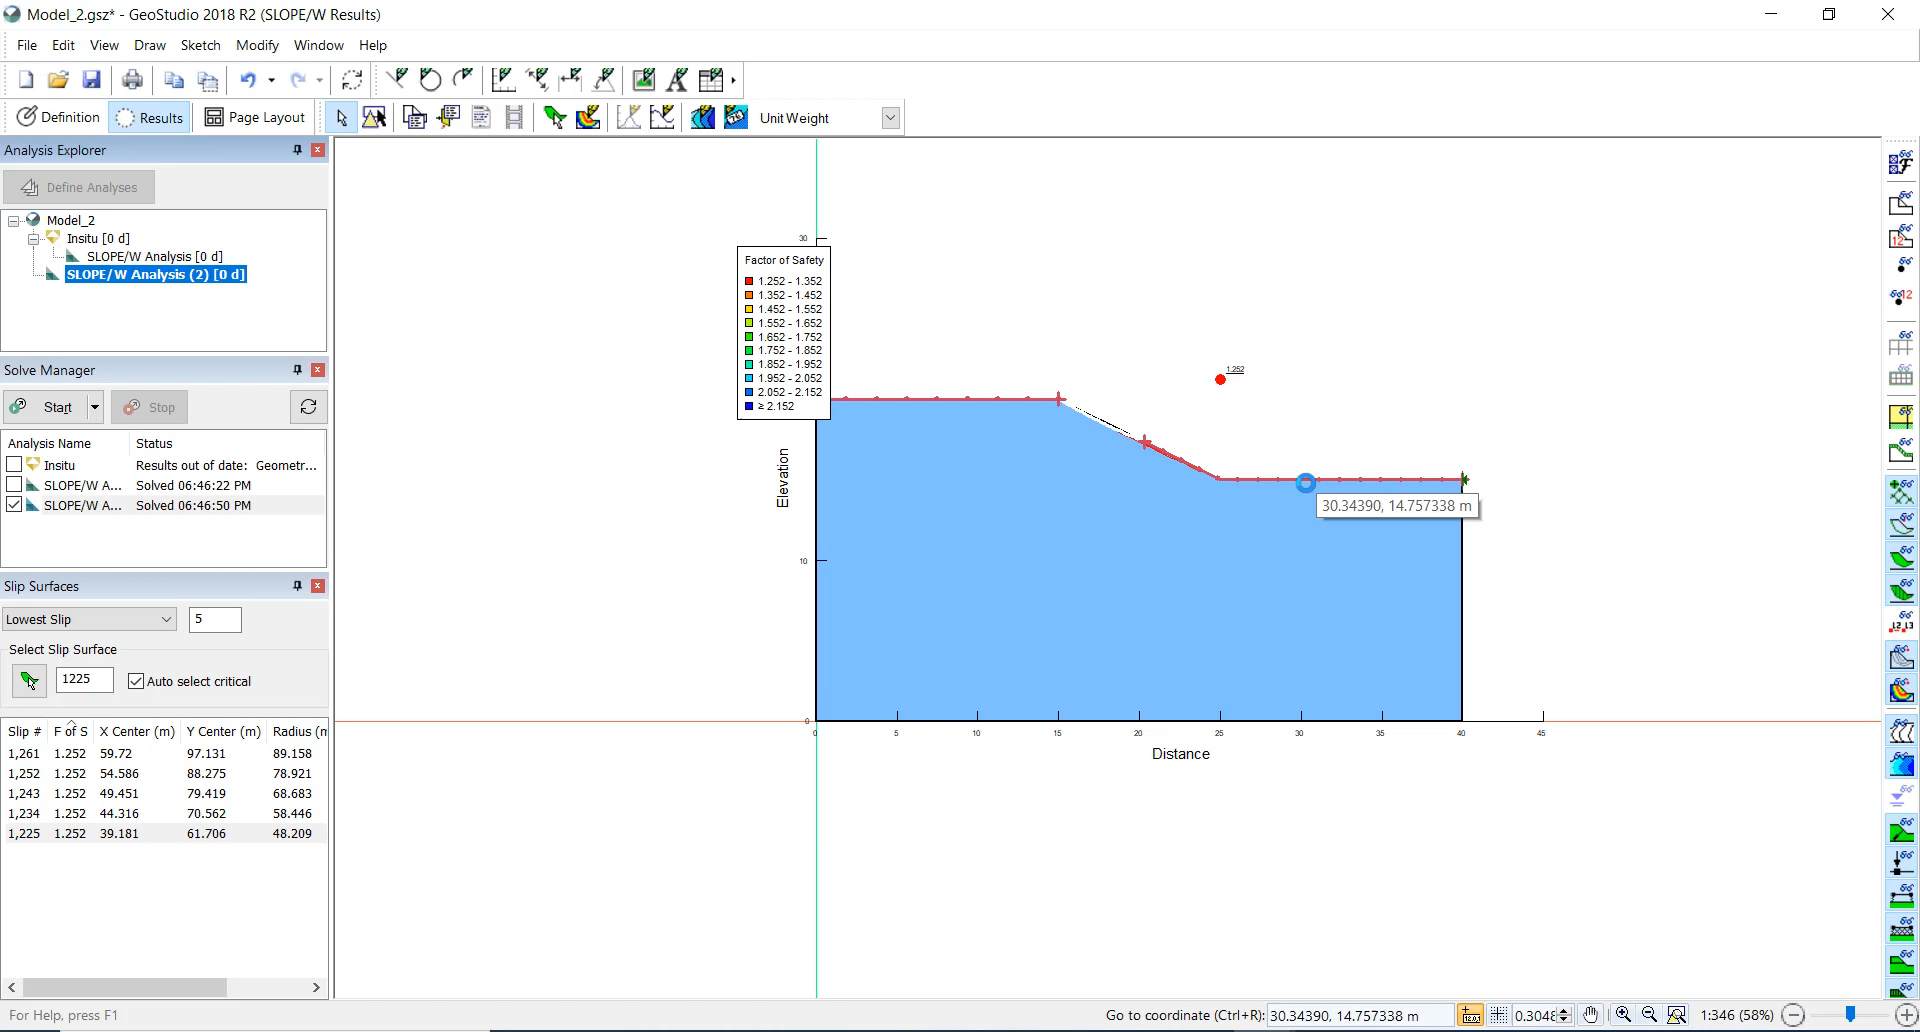 Model_2.gsz* - GeoStudio 2018 R2 (SLOPE/W Results)
File Edit View Draw Sketch Modify Window Help
Definition Results Page Layout Unit Weight
Analysis Explorer
Define Analyses
Model_2
Insitu [0 d]
SLOPE/W Analysis [0 d]
SLOPE/W Analysis (2) [0 d]
Solve Manager
Start Stop
Analysis Name Status
Insitu Results out of date: Geometr...
SLOPE/W A... Solved 06:46:22 PM
SLOPE/W A... Solved 06:46:50 PM
Slip Surfaces
Lowest Slip 5
Select Slip Surface
1225 Auto select critical
Slip # F of S X Center (m) Y Center (m) Radius (m
1,261 1.252 59.72 97.131 89.158
1,252 1.252 54.586 88.275 78.921
1,243 1.252 49.451 79.419 68.683
1,234 1.252 44.316 70.562 58.446
1,225 1.252 39.181 61.706 48.209
30
Factor of Safety
1.252 - 1.352
1.352 - 1.452
1.452 - 1.552
1.552 - 1.652
1.652 - 1.752
1.752 - 1.852
1.852 - 1.952
1.952 - 2.052
2.052 - 2.152
≥ 2.152
1.252
Elevation
30.34390, 14.757338 m
10
0
0 5 10 15 20 25 30 35 40 45
Distance
For Help, press F1
Go to coordinate (Ctrl+R): 30.34390, 14.757338 m 0.3048 1:346 (58%)